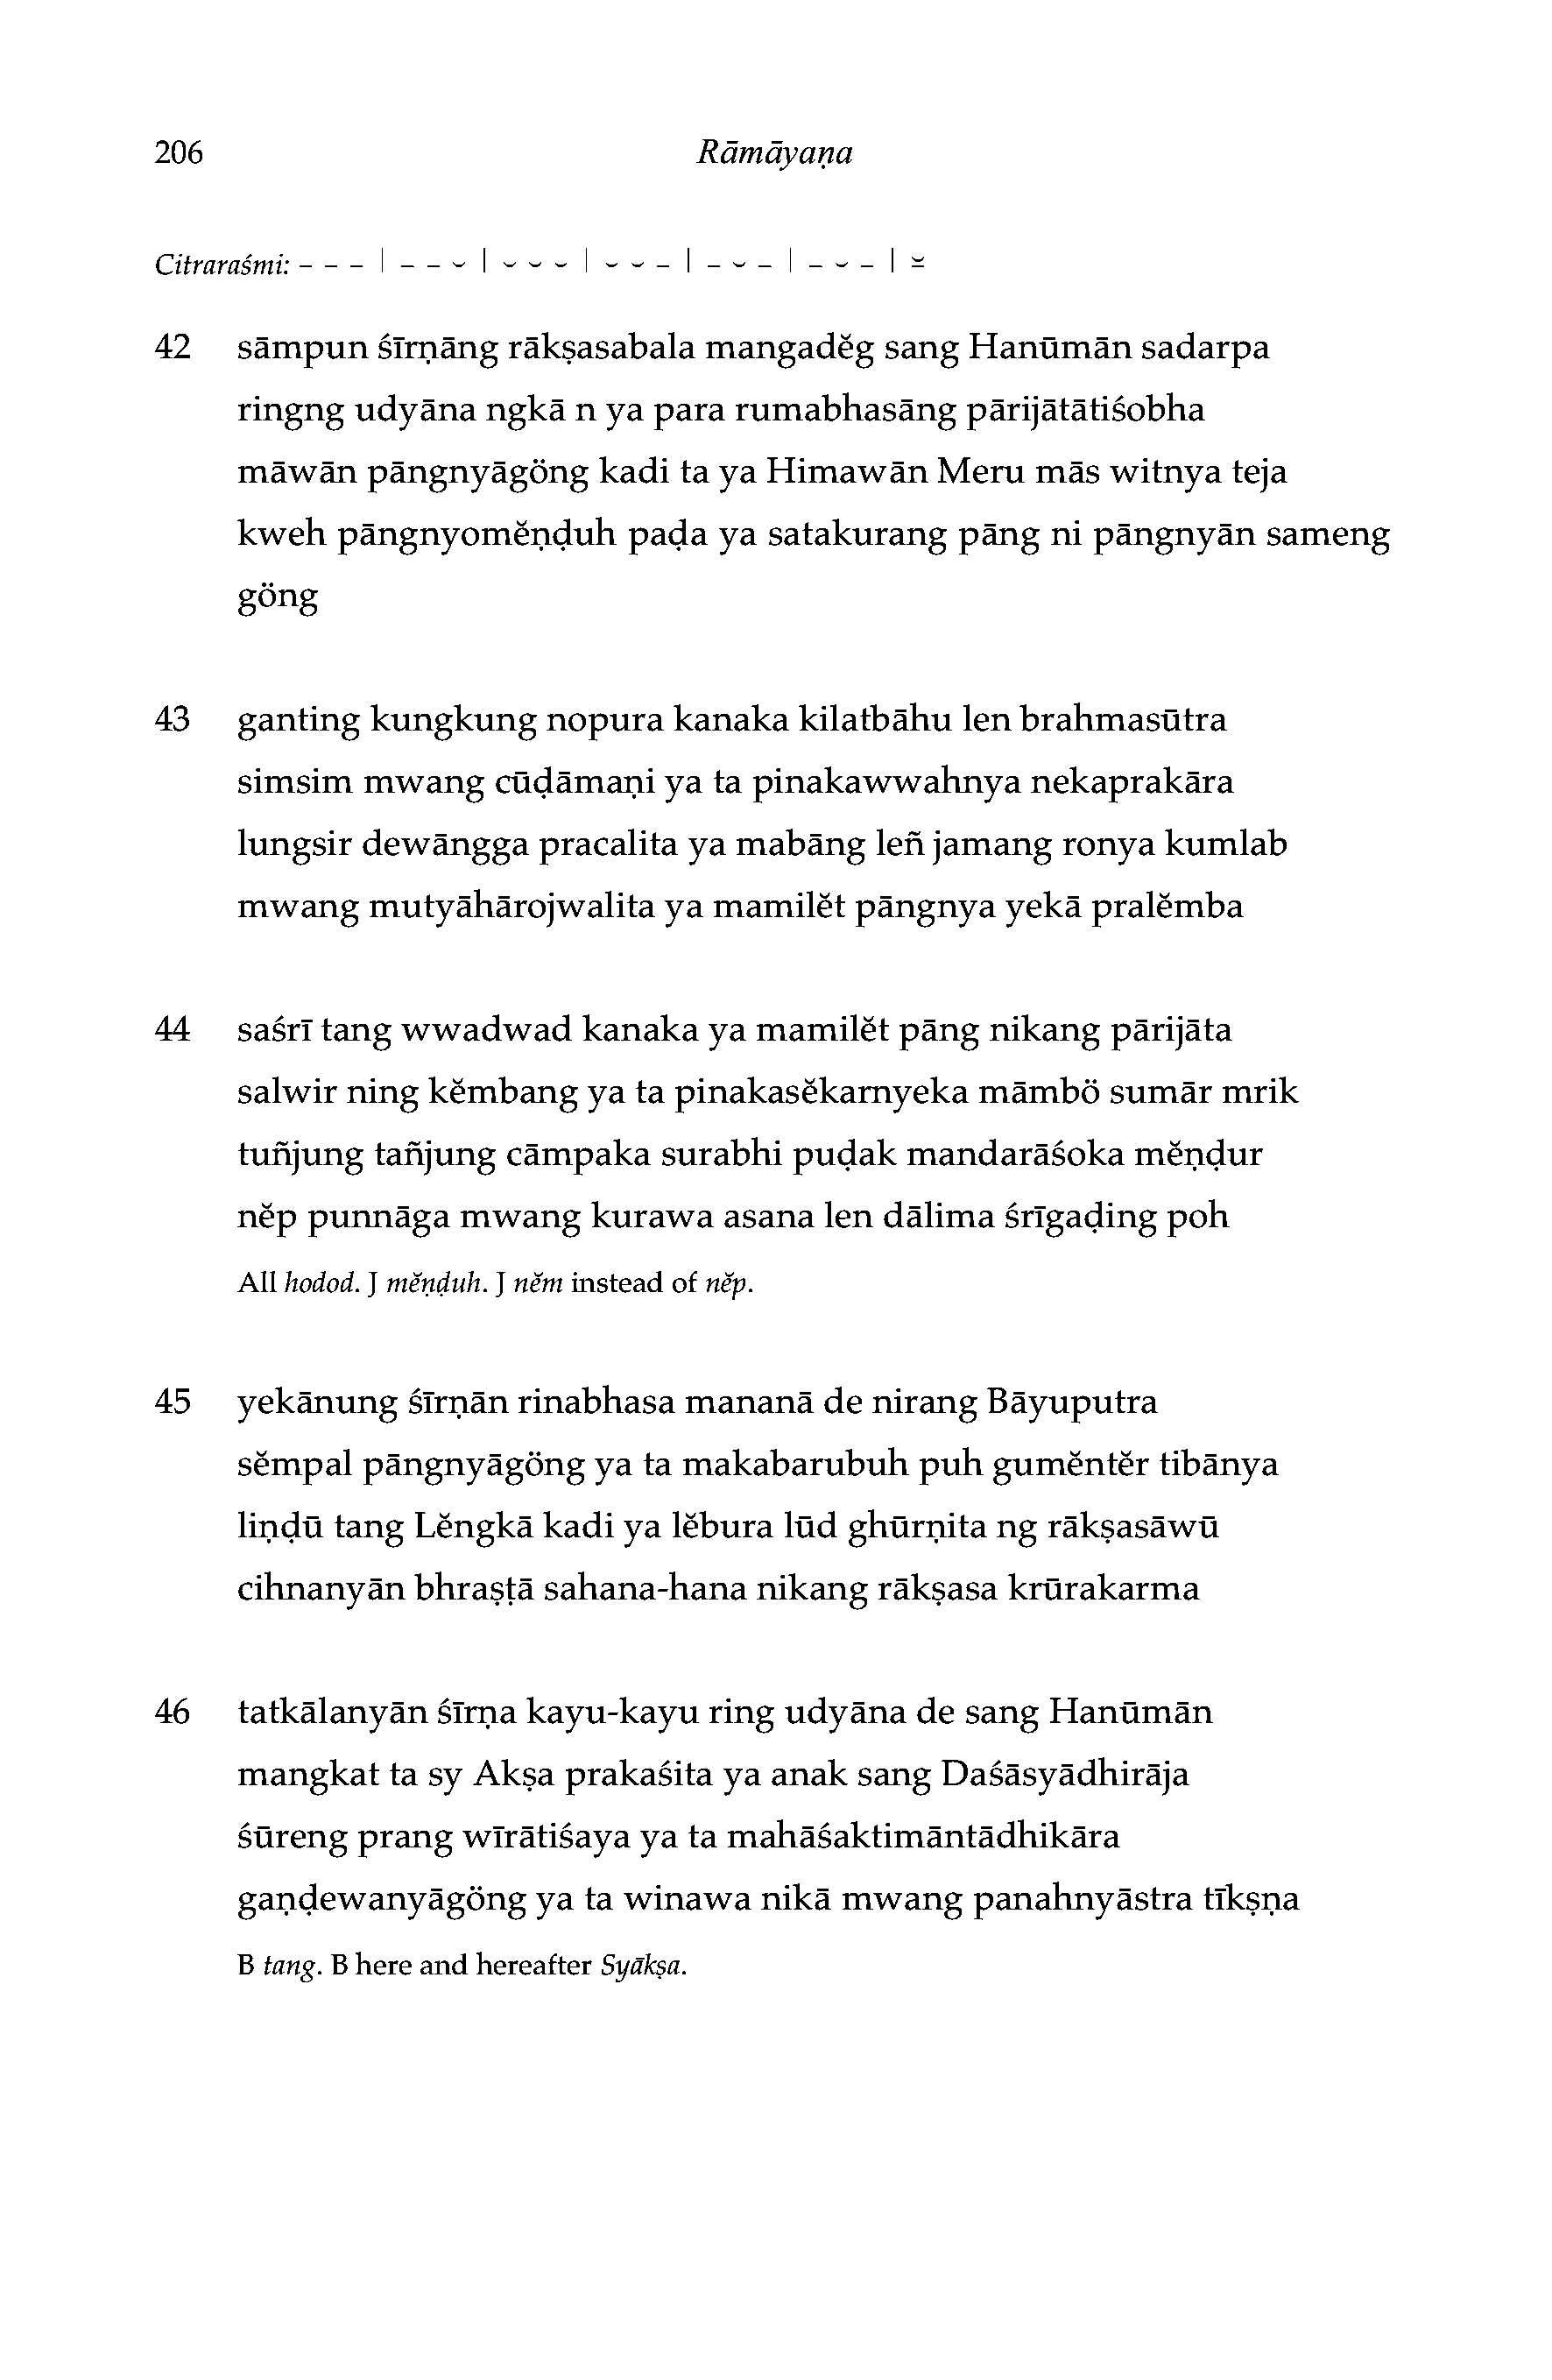 206 Rāmāyaṇa
Citraraśmi: – – – | – – ⏑ | ⏑ ⏑ ⏑ | ⏑ ⏑ – | – ⏑ – | – ⏑ – | ⏓
42 sāmpun śīrṇāng rākṣasabala mangadĕg sang Hanūmān sadarpa
ringng udyāna ngkā n ya para rumabhasāng pārijātātiśobha
māwān pāngnyāgöng kadi ta ya Himawān Meru mās witnya teja
kweh pāngnyomĕṇḍuh paḍa ya satakurang pāng ni pāngnyān sameng
göng
43 ganting kungkung nopura kanaka kilatbāhu len brahmasūtra
simsim mwang cūḍāmaṇi ya ta pinakawwahnya nekaprakāra
lungsir dewāngga pracalita ya mabāng leñ jamang ronya kumlab
mwang mutyāhārojwalita ya mamilĕt pāngnya yekā pralĕmba
44 saśrī tang wwadwad kanaka ya mamilĕt pāng nikang pārijāta
salwir ning kĕmbang ya ta pinakasĕkarnyeka māmbö sumār mrik
tuñjung tañjung cāmpaka surabhi puḍak mandarāśoka mĕṇḍur
nĕp punnāga mwang kurawa asana len dālima śrīgaḍing poh
All hodod. J mĕṇḍuh. J nĕm instead of nĕp.
45 yekānung śīrṇān rinabhasa mananā de nirang Bāyuputra
sĕmpal pāngnyāgöng ya ta makabarubuh puh gumĕntĕr tibānya
liṇḍū tang Lĕngkā kadi ya lĕbura lūd ghūrṇita ng rākṣasāwū
cihnanyān bhraṣṭā sahana-hana nikang rākṣasa krūrakarma
46 tatkālanyān śīrṇa kayu-kayu ring udyāna de sang Hanūmān
mangkat ta sy Akṣa prakaśita ya anak sang Daśāsyādhirāja
śūreng prang wīrātiśaya ya ta mahāśaktimāntādhikāra
gaṇḍewanyāgöng ya ta winawa nikā mwang panahnyāstra tīkṣṇa
B tang. B here and hereafter Syākṣa.